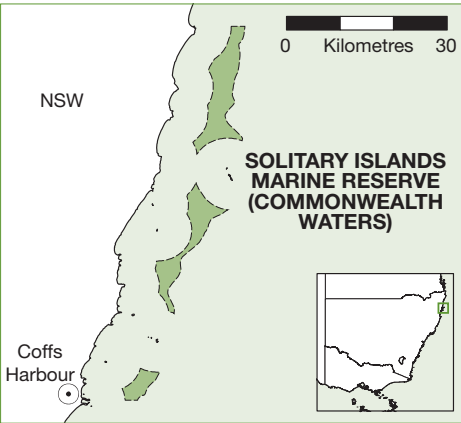 0 Kilometres 30
NSW
SOLITARY ISLANDS
MARINE RESERVE
(COMMONWEALTH
WATERS)
Coffs
Harbour